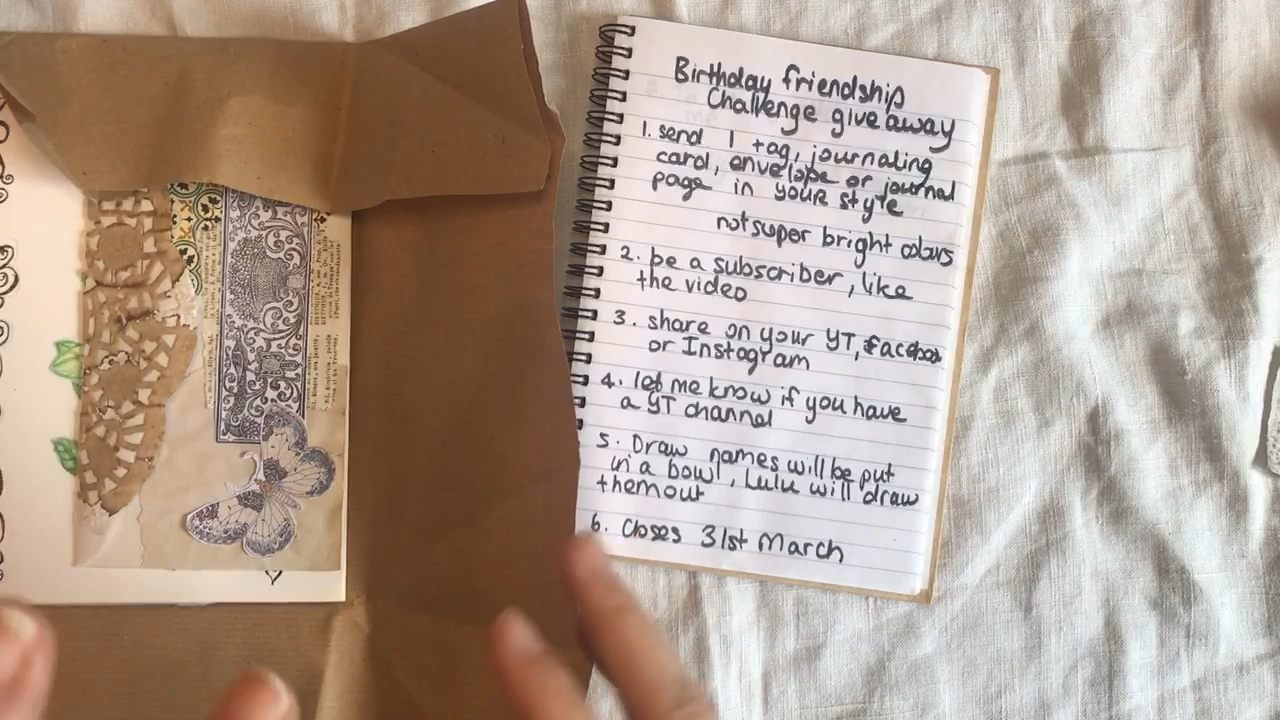 Birthday friendship
Challenge give away
1. send 1 tag, journaling
card, envelope or journal
page in your style
not super bright colours
2. be a subscriber, like
the video
3. share on your YT, Facebook
or Instagram
4. let me know if you have
a YT channel
5. Draw names will be put
in a bowl, Lulu will draw
them out
6. Closes 31st March